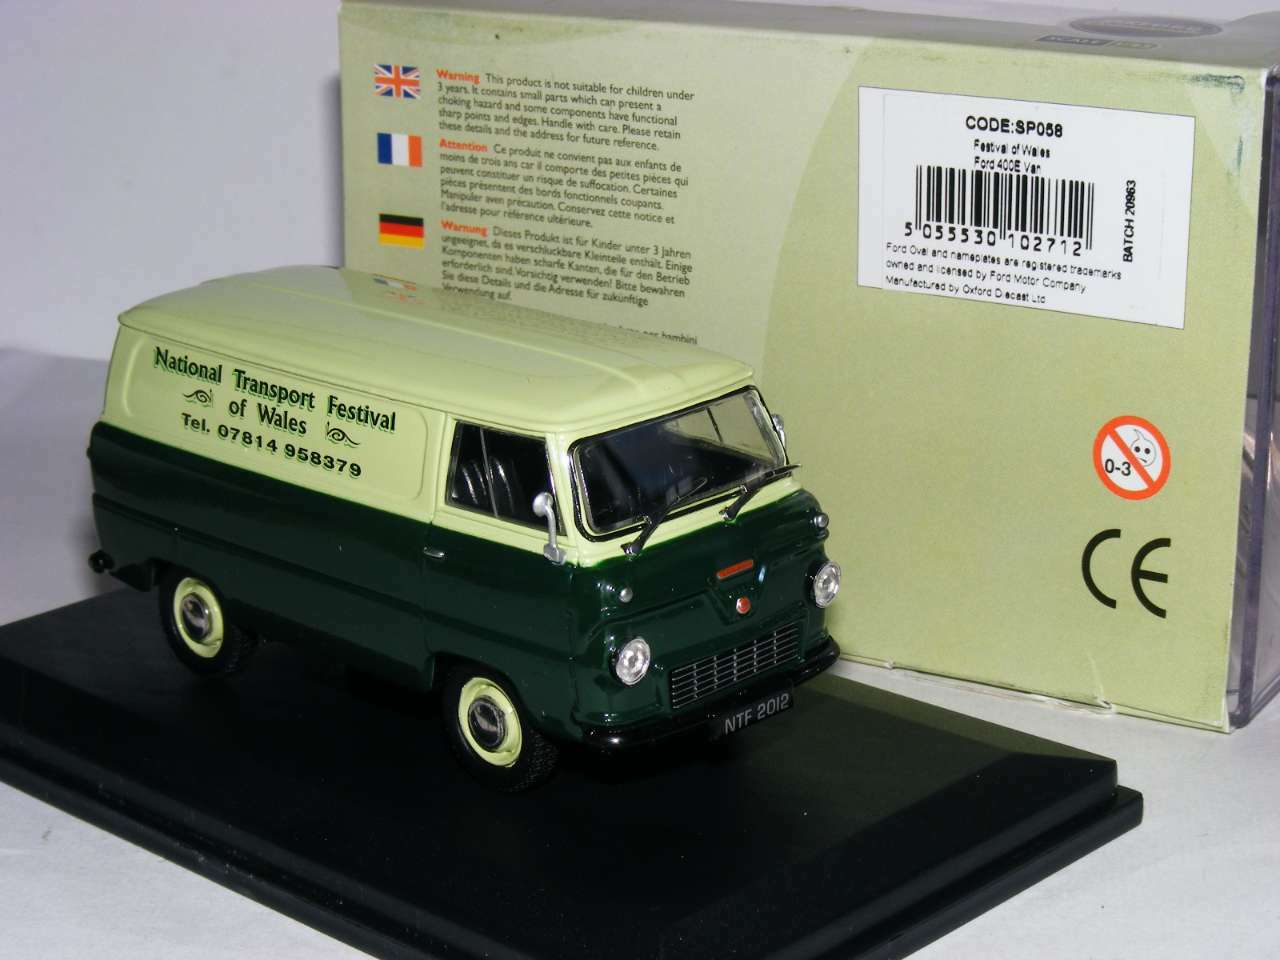 Warning This product is not suitable for children under
3 years. It contains small parts which can present a
choking hazard and some components have functional
sharp points and edges. Handle with care. Please retain
these details and the address for future reference.
Attention Ce produit ne convient pas aux enfants de
moins de trois ans car il comporte des petites pièces qui
peuvent constituer un risque de suffocation. Certaines
pièces présentent des bords fonctionnels coupants.
Manipuler aven précaution. Conservez cette notice et
l'adresse pour référence ultérieure.
Warnung Dieses Produkt ist für Kinder unter 3 Jahren
ungeeignet, da es verschluckbare Kleinteile enthält. Einige
Komponenten haben scharfe Kanten, die für den Betrieb
erforderlich sind. Vorsichtig verwenden! Bitte bewahren
Sie diese Details und die Adresse für zukünftige
Verwendung auf.
per bambini
CODE:SP058
Festival of Wales
Ford 400E Van
5 055530 102712
BATCH 20963
Ford Oval and nameplates are registered trademarks
owned and licensed by Ford Motor Company
Manufactured by Oxford Diecast Ltd
0-3
CE
National Transport Festival
of Wales
Tel. 07814 958379
NTF 2012